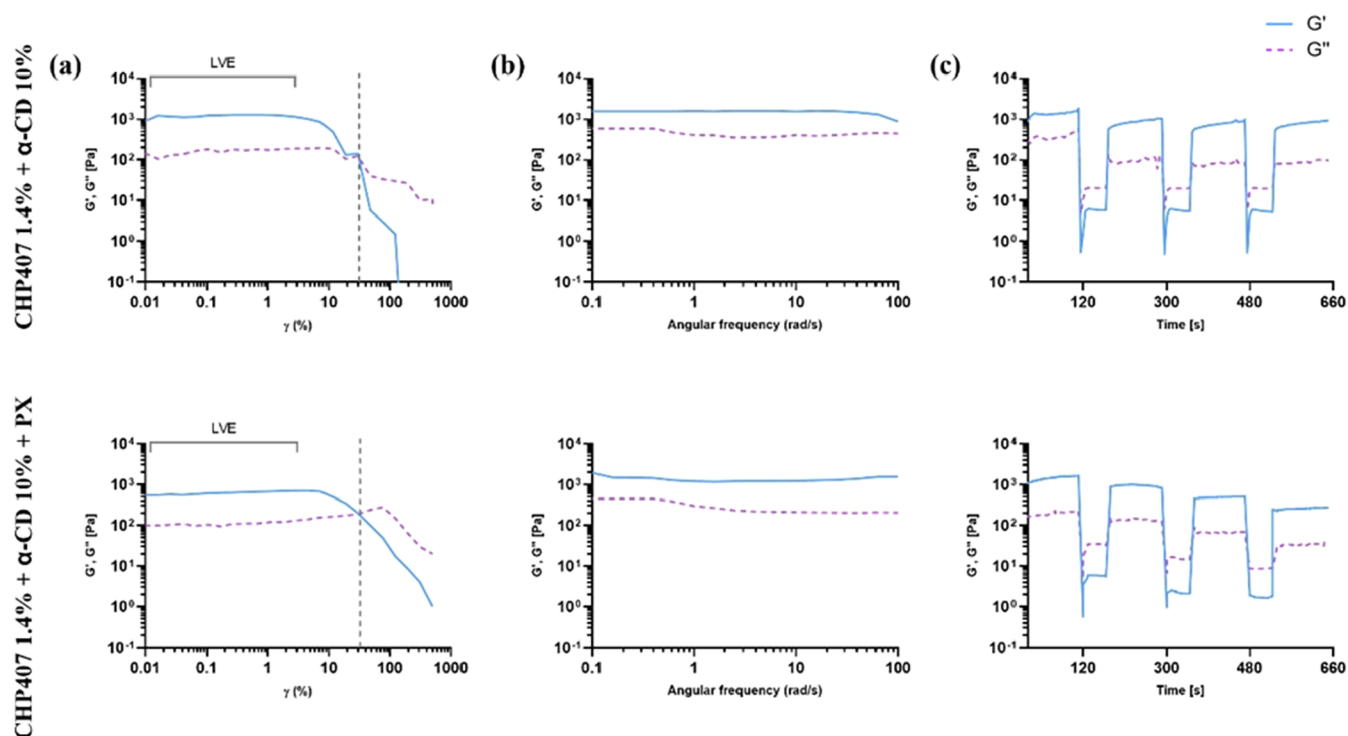 G'
G''
CHP407 1.4% + α-CD 10%
(a)
LVE
G', G'' [Pa]
10⁴
10³
10²
10¹
10⁰
10⁻¹
0.01 0.1 1 10 100 1000
γ (%)
(b)
G', G'' [Pa]
10⁴
10³
10²
10¹
10⁰
10⁻¹
0.1 1 10 100
Angular frequency (rad/s)
(c)
G', G'' [Pa]
10⁴
10³
10²
10¹
10⁰
10⁻¹
120 300 480 660
Time [s]
CHP407 1.4% + α-CD 10% + PX
LVE
G', G'' [Pa]
10⁴
10³
10²
10¹
10⁰
10⁻¹
0.01 0.1 1 10 100 1000
γ (%)
G', G'' [Pa]
10⁴
10³
10²
10¹
10⁰
10⁻¹
0.1 1 10 100
Angular frequency (rad/s)
G', G'' [Pa]
10⁴
10³
10²
10¹
10⁰
10⁻¹
120 300 480 660
Time [s]